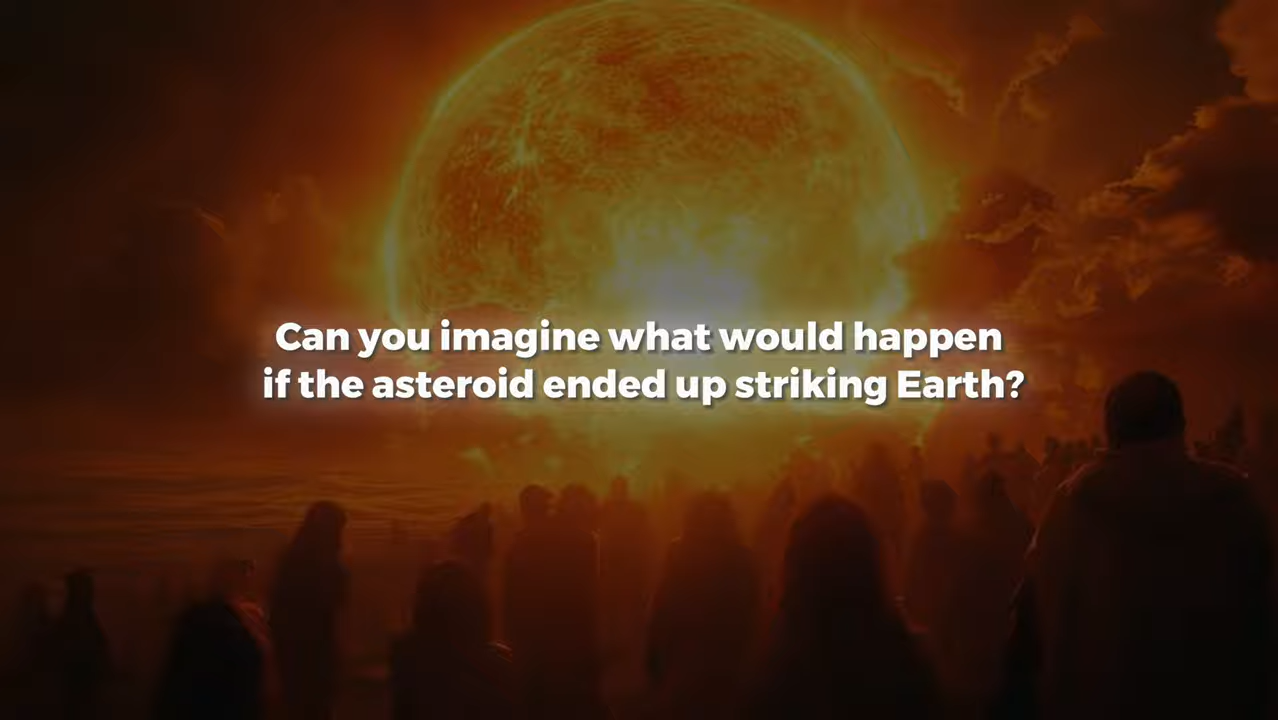 Can you imagine what would happen
if the asteroid ended up striking Earth?